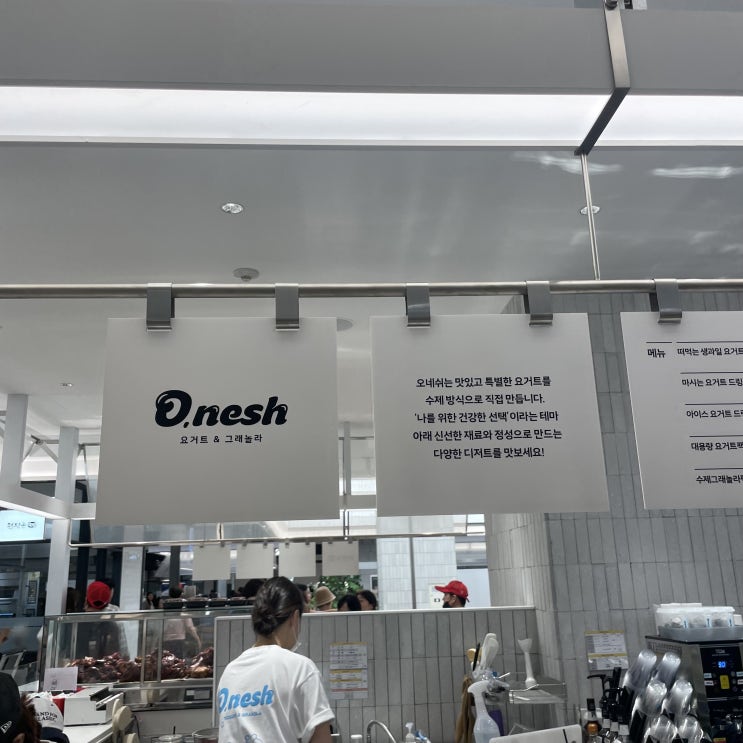 O,nesh
요거트 & 그래놀라
오네쉬는 맛있고 특별한 요거트를
수제 방식으로 직접 만듭니다.
'나를 위한 건강한 선택'이라는 테마
아래 신선한 재료와 정성으로 만드는
다양한 디저트를 맛보세요!
메뉴
떠먹는 생과일 요거트
마시는 요거트 드링
아이스 요거트
대용량 요거트팩
수제그래놀라
O,nesh